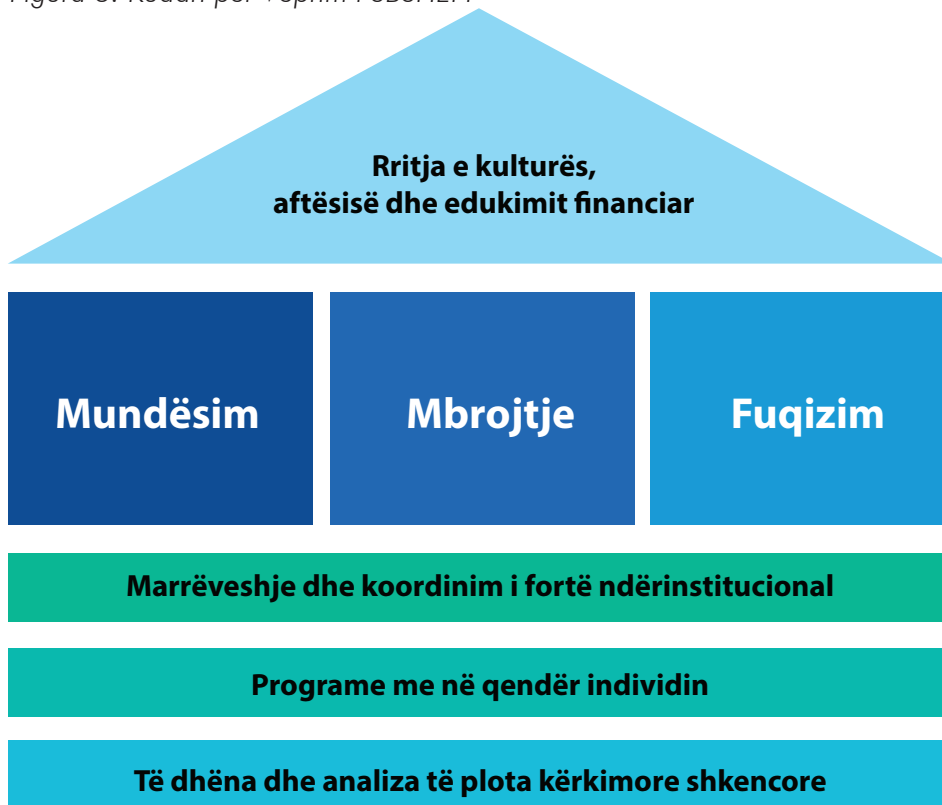 Rritja e kulturës,
aftësisë dhe edukimit financiar
Mundësim
Mbrojtje
Fuqizim
Marrëveshje dhe koordinim i fortë ndërinstitucional
Programe me në qendër individin
Të dhëna dhe analiza të plota kërkimore shkencore